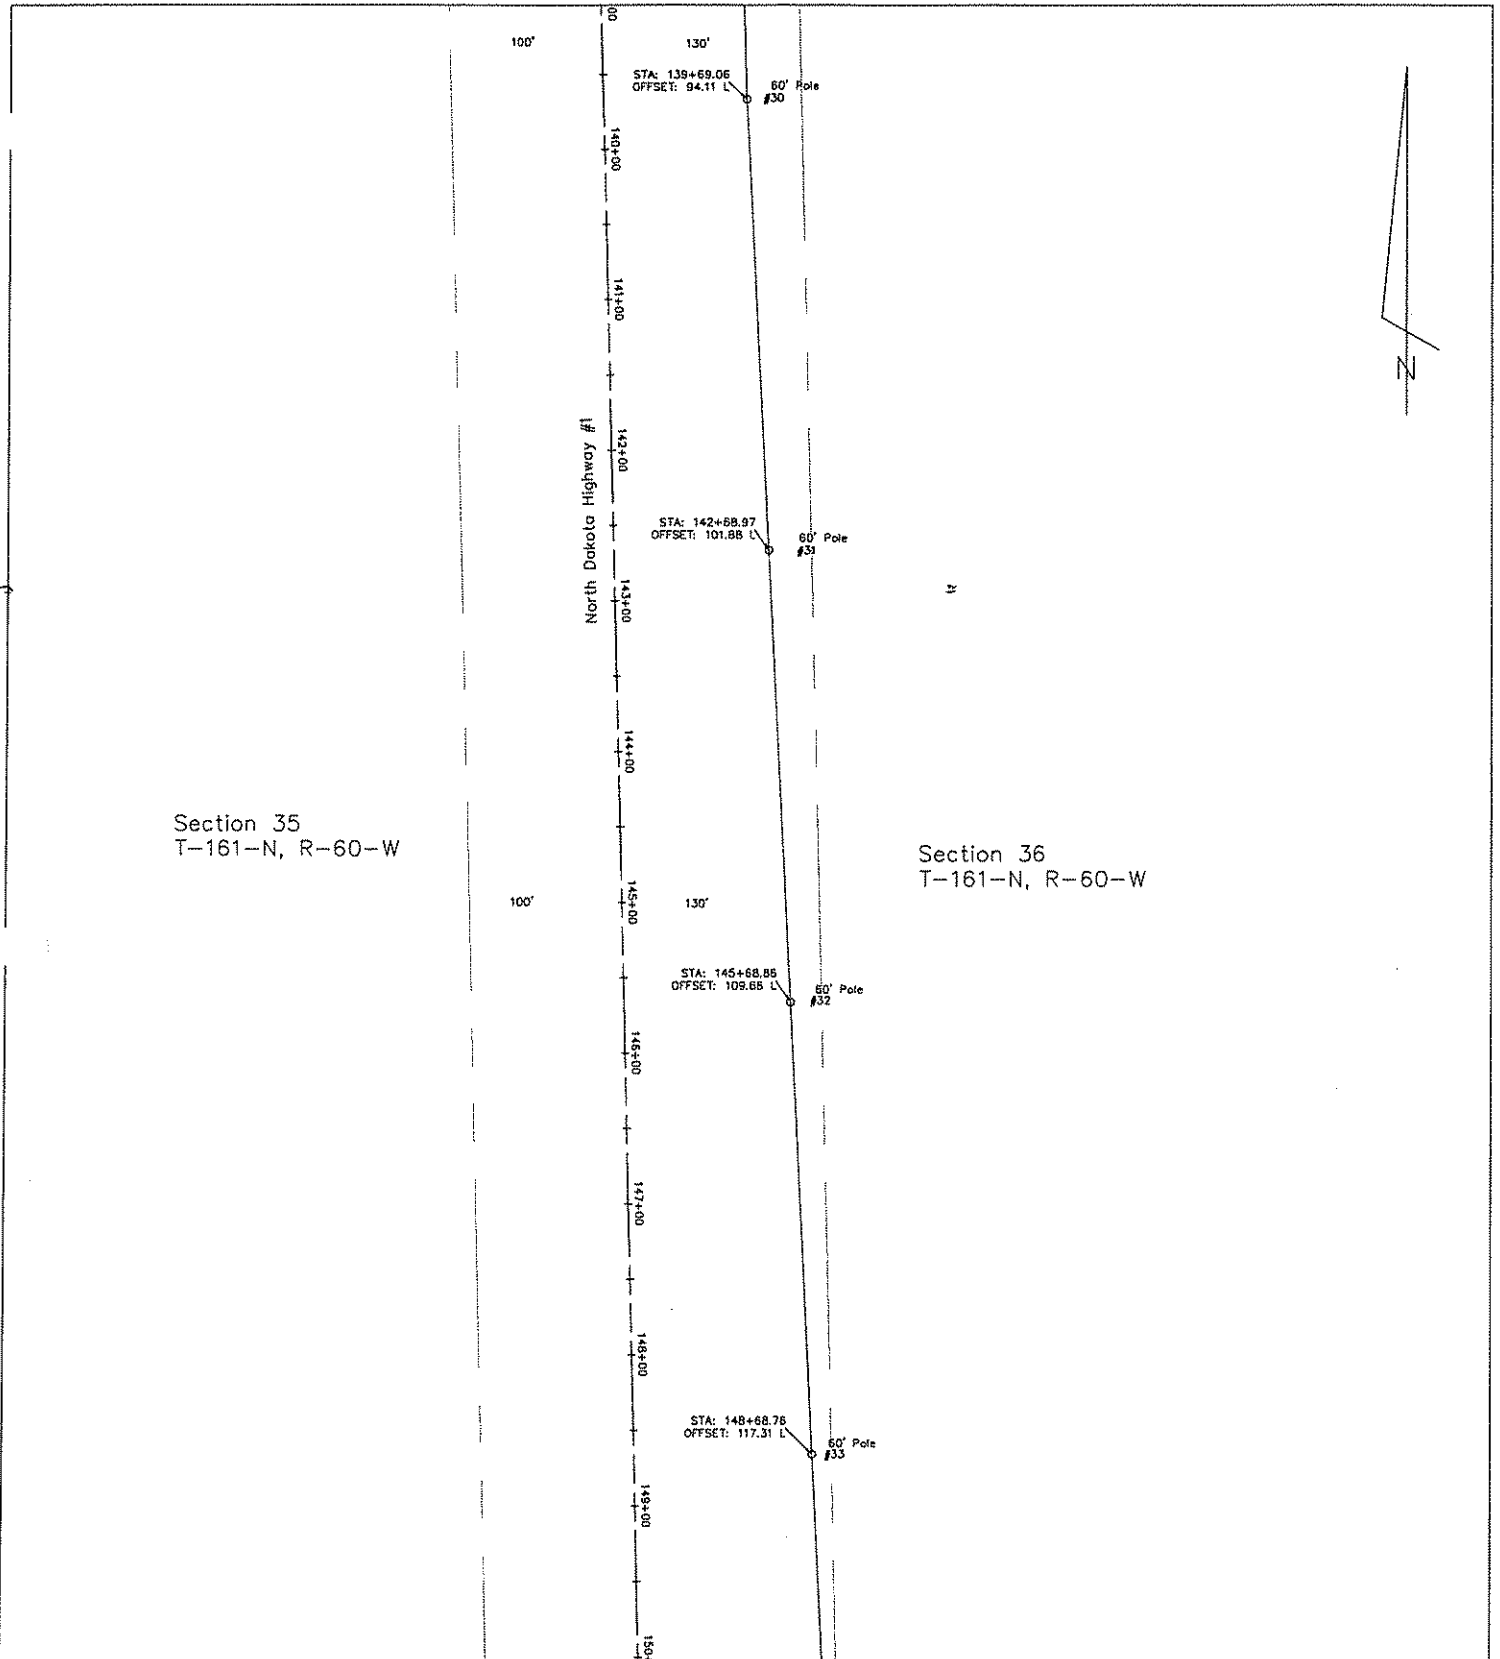 00
100'
130'
STA: 139+69.06
OFFSET: 94.11 L
60' Pole
#30
140+00
141+00
142+00
North Dakota Highway #1
STA: 142+68.97
OFFSET: 101.88 L
60' Pole
#31
143+00
144+00
Section 35
T-161-N, R-60-W
Section 36
T-161-N, R-60-W
100'
145+00
130'
STA: 145+68.86
OFFSET: 109.68 L
60' Pole
#32
146+00
147+00
148+00
STA: 148+68.76
OFFSET: 117.31 L
60' Pole
#33
149+00
150+
N